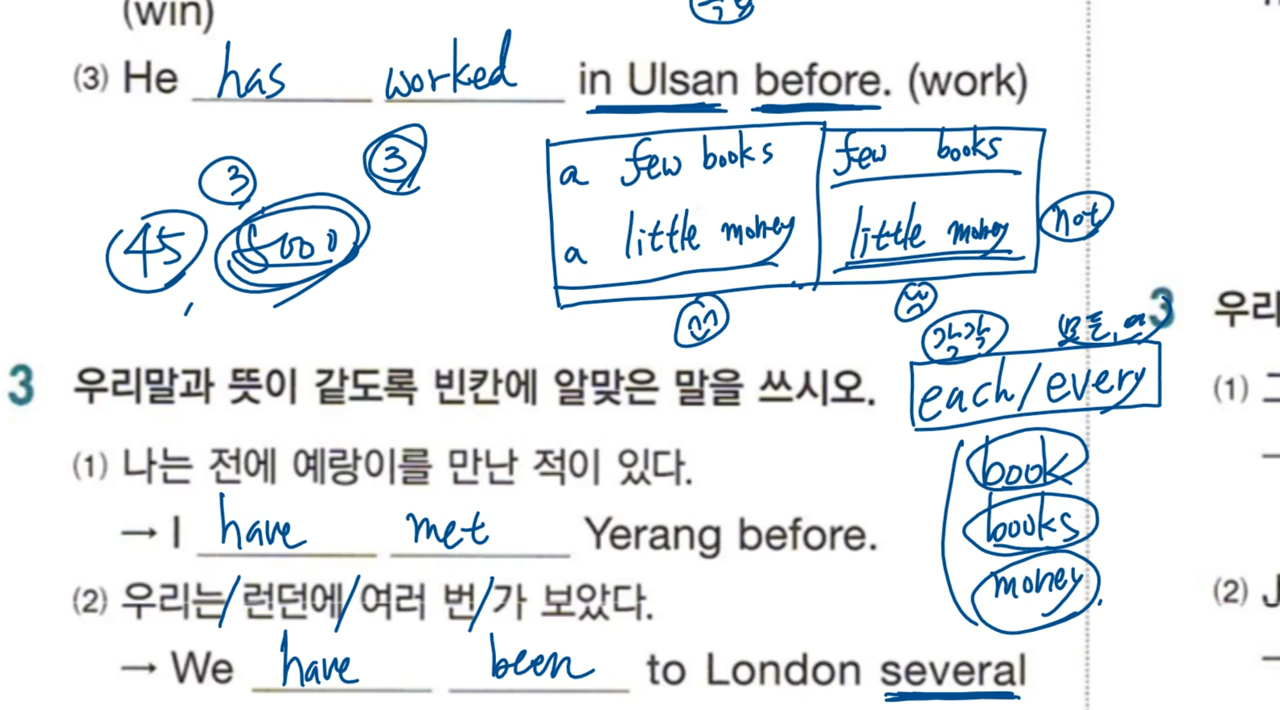 (win)
(3) He has worked in Ulsan before. (work)
3
3
45 5000
a few books few books
a little money little money not
각각
each/every
3 우리말과 뜻이 같도록 빈칸에 알맞은 말을 쓰시오.
(1) 나는 전에 예랑이를 만난 적이 있다.
→ I have met Yerang before.
book
books
money
(2) 우리는/런던에/여러 번/가 보았다.
→ We have been to London several
3 우리
(1)
(2)